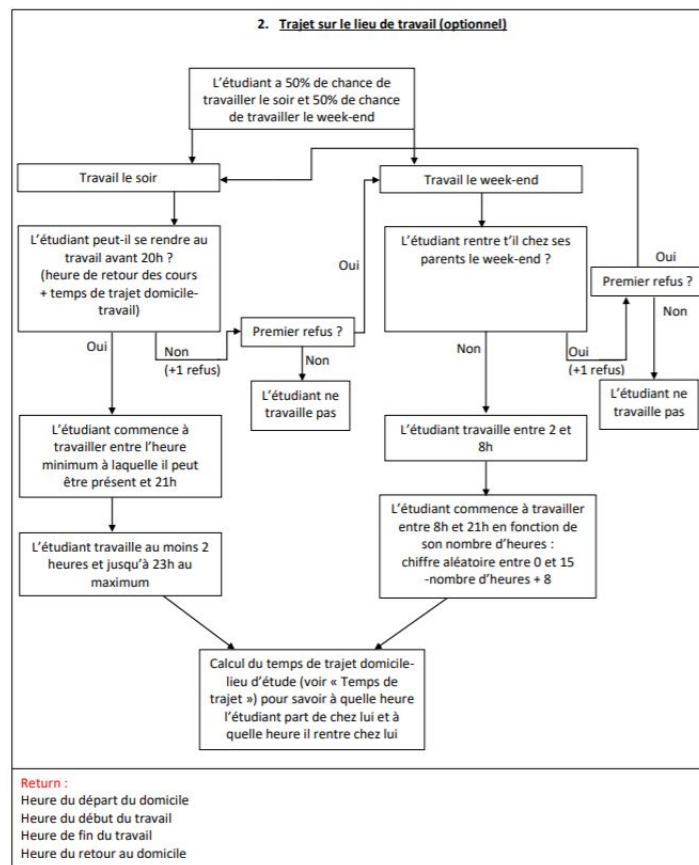 2. Trajet sur le lieu de travail (optionnel)
L'étudiant a 50% de chance de
travailler le soir et 50% de chance
de travailler le week-end
Travail le soir
Travail le week-end
L'étudiant peut-il se rendre au
travail avant 20h ?
(heure de retour des cours
+ temps de trajet domicile-
travail)
Oui
L'étudiant rentre t'il chez ses
parents le week-end ?
Oui
Premier refus ?
Premier refus ?
Non
Oui
Non
(+1 refus)
Non
Non
Oui
(+1 refus)
L'étudiant ne
travaille pas
L'étudiant ne
travaille pas
L'étudiant commence à
travailler entre l'heure
minimum à laquelle il peut
être présent et 21h
L'étudiant travaille entre 2 et
8h
L'étudiant travaille au moins 2
heures et jusqu'à 23h au
maximum
L'étudiant commence à travailler
entre 8h et 21h en fonction de
son nombre d'heures :
chiffre aléatoire entre 0 et 15
-nombre d'heures + 8
Calcul du temps de trajet domicile-
lieu d'étude (voir « Temps de
trajet ») pour savoir à quelle heure
l'étudiant part de chez lui et à
quelle heure il rentre chez lui
Return :
Heure du départ du domicile
Heure du début du travail
Heure de fin du travail
Heure du retour au domicile